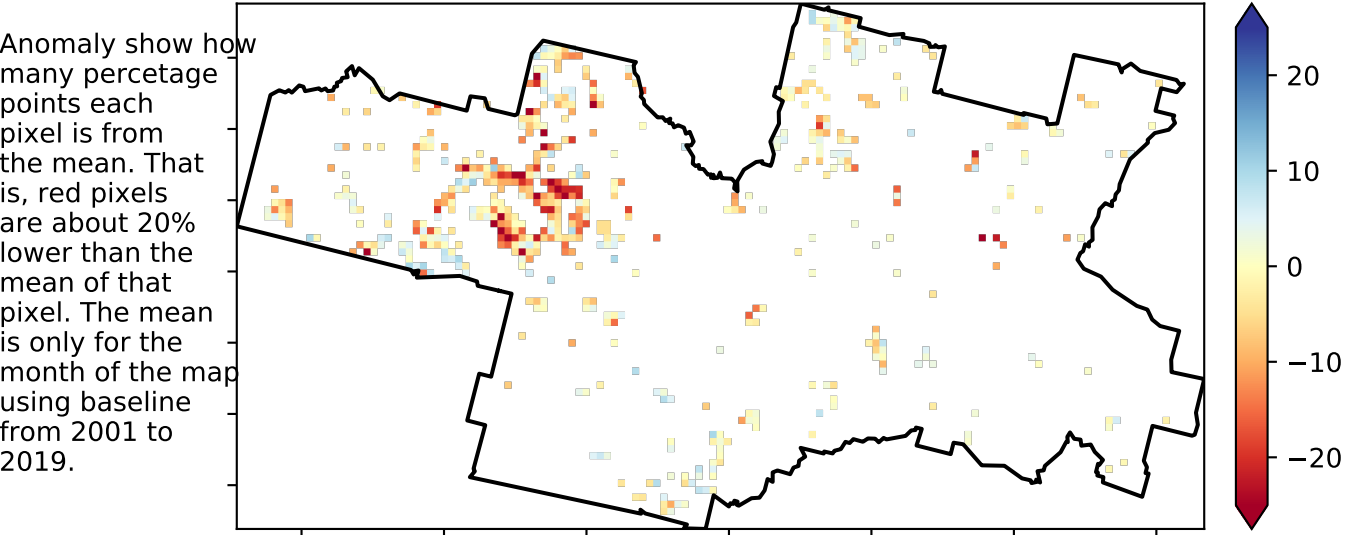 Anomaly show how
many percetage
points each
pixel is from
the mean. That
is, red pixels
are about 20%
lower than the
mean of that
pixel. The mean
is only for the
month of the map
using baseline
from 2001 to
2019.
20
10
0
−10
−20